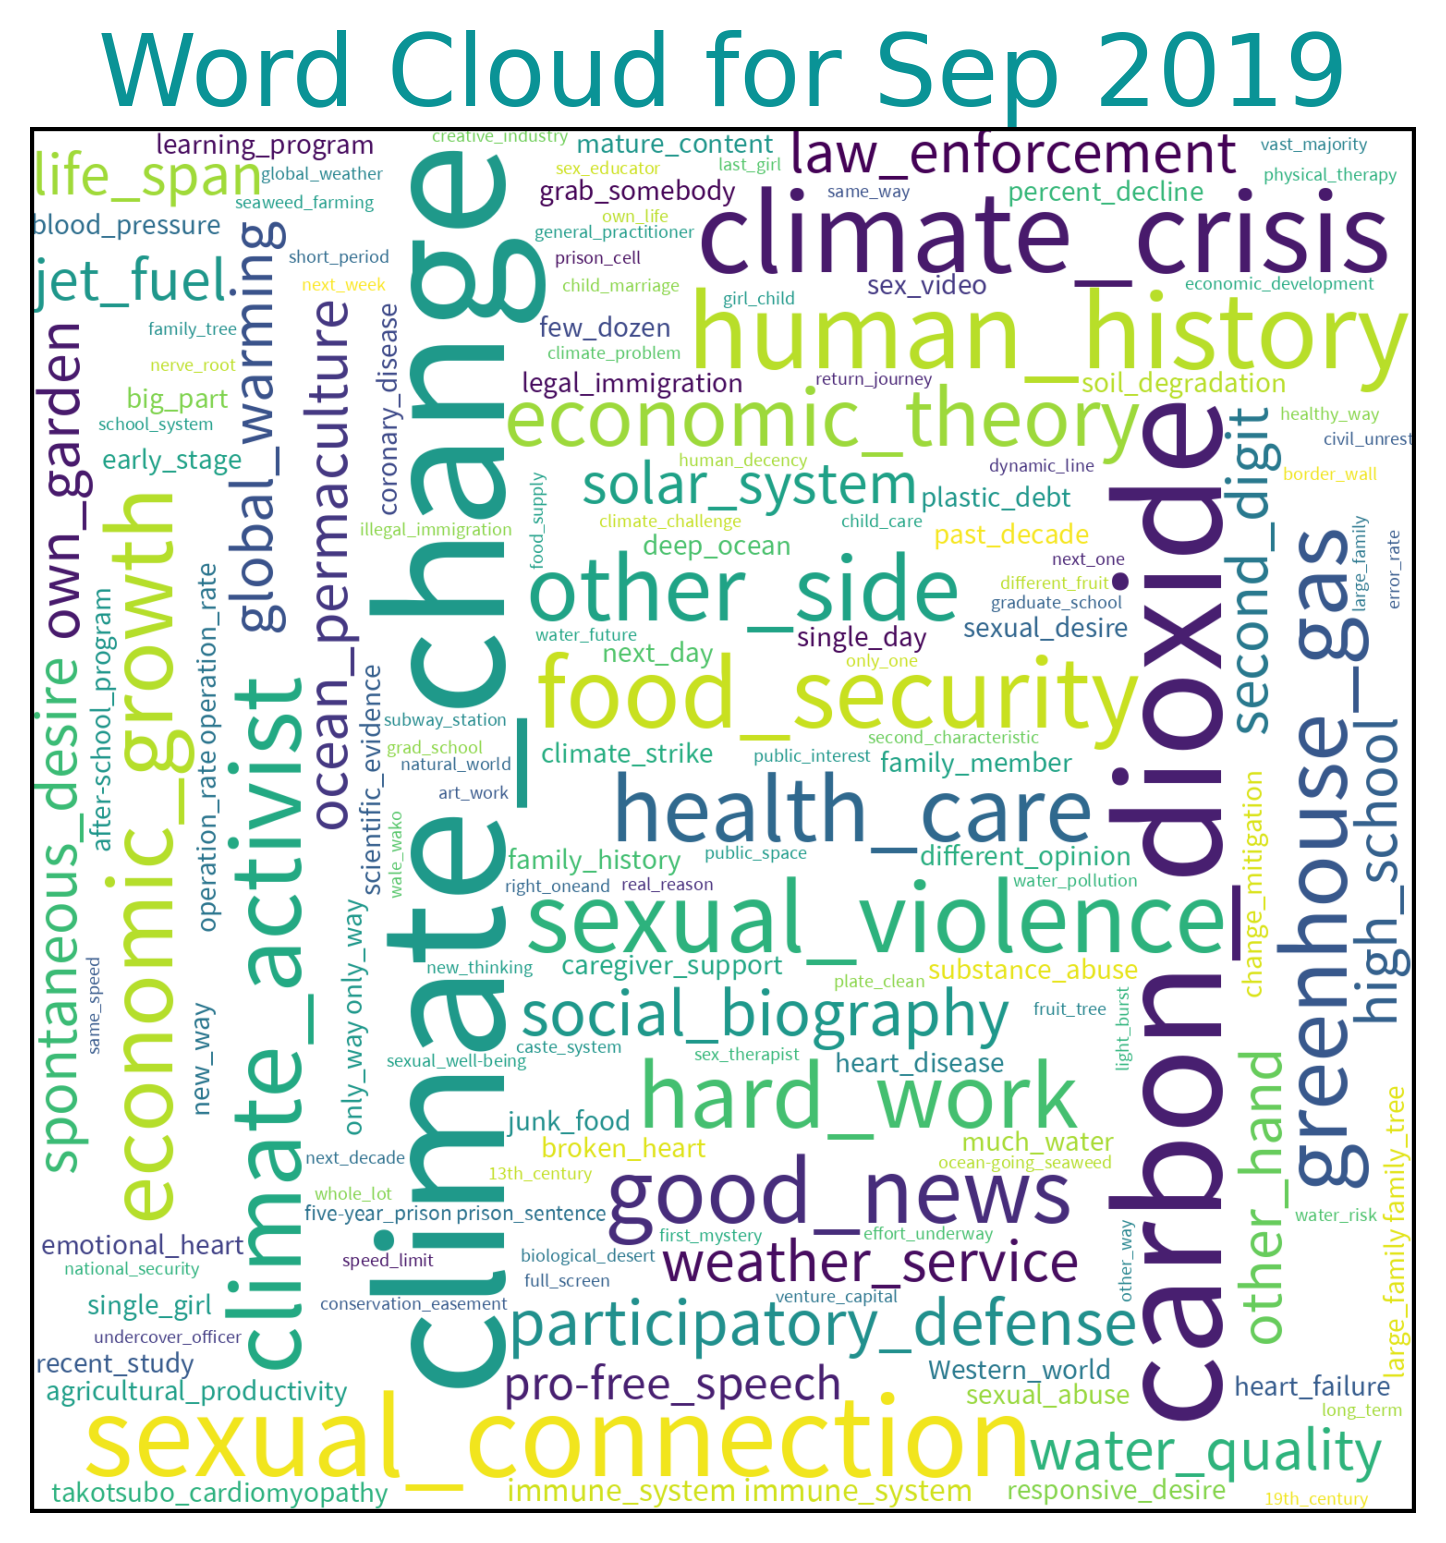 Word Cloud for Sep 2019
learning_program
creative_industry
mature_content
law_enforcement
vast_majority
life_span
global_weather
sex_educator
last_girl
physical_therapy
seaweed_farming
grab_somebody
same_way
percent_decline
blood_pressure
own_life
general_practitioner
climate_crisis
short_period
prison_cell
jet_fuel
next_week
child_marriage
sex_video
economic_development
girl_child
family_tree
few_dozen
human_history
nerve_root
climate_problem
big_part
legal_immigration
return_journey
soil_degradation
school_system
economic_theory
healthy_way
early_stage
civil_unrest
human_decency
dynamic_line
border_wall
solar_system
plastic_debt
illegal_immigration
climate_challenge
child_care
deep_ocean
past_decade
next_one
other_side
different_fruit
graduate_school
water_future
single_day
sexual_desire
next_day
only_one
food_security
subway_station
grad_school
second_characteristic
natural_world
climate_strike
public_interest
family_member
art_work
health_care
family_history
public_space
different_opinion
right_oneand
real_reason
water_pollution
sexual_violence
new_thinking
caregiver_support
plate_clean
substance_abuse
social_biography
fruit_tree
caste_system
sexual_well-being
sex_therapist
heart_disease
hard_work
junk_food
broken_heart
much_water
next_decade
13th_century
ocean-going_seaweed
whole_lot
five-year_prison
prison_sentence
good_news
water_risk
first_mystery
effort_underway
emotional_heart
speed_limit
biological_desert
weather_service
national_security
full_screen
single_girl
conservation_easement
venture_capital
undercover_officer
participatory_defense
recent_study
Western_world
agricultural_productivity
pro-free_speech
sexual_abuse
heart_failure
long_term
sexual_connection
water_quality
takotsubo_cardiomyopathy
immune_system
immune_system
responsive_desire
19th_century
own_garden
spontaneous_desire
after-school_program
same_speed
economic_growth
operation_rate
operation_rate
new_way
global_warming
climate_activist
ocean_permaculture
coronary_disease
scientific_evidence
only_way
only_way
wale_wako
climate_change
food_supply
carbon_dioxide
light_burst
other_way
second_digit
change_mitigation
other_hand
greenhouse_gas
large_family
error_rate
high_school
family_tree
large_family